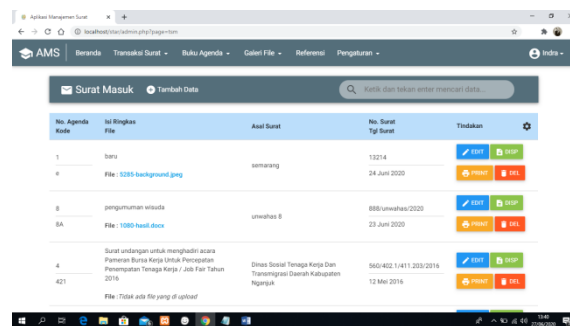 Aplikasi Manajemen Surat
localhost/idar/admin.php?page=tsm
AMS Beranda Transaksi Surat Buku Agenda Galeri File Referensi Pengaturan Indra
Surat Masuk Tambah Data Ketik dan tekan enter mencari data...
No. Agenda Isi Ringkas Asal Surat No. Surat Tindakan
Kode File Tgl Surat
1 baru semarang 13214 EDIT DISP
File : 5285-background.jpeg 24 Juni 2020 PRINT DEL
8 pengumuman wisuda unwahas 8 888/unwahas/2020 EDIT DISP
8A File : 1080-hasil.docx 23 Juni 2020 PRINT DEL
Surat undangan untuk menghadiri acara
Pameran Bursa Kerja Untuk Percepatan
4 Penempatan Tenaga Kerja / Job Fair Tahun Dinas Sosial Tenaga Kerja Dan 560/402.1/411.203/2016 EDIT DISP
421 2016 Transmigrasi Daerah Kabupaten 12 Mei 2016 PRINT DEL
Nganjuk
File :Tidak ada file yang di upload
13:40
27/06/2020